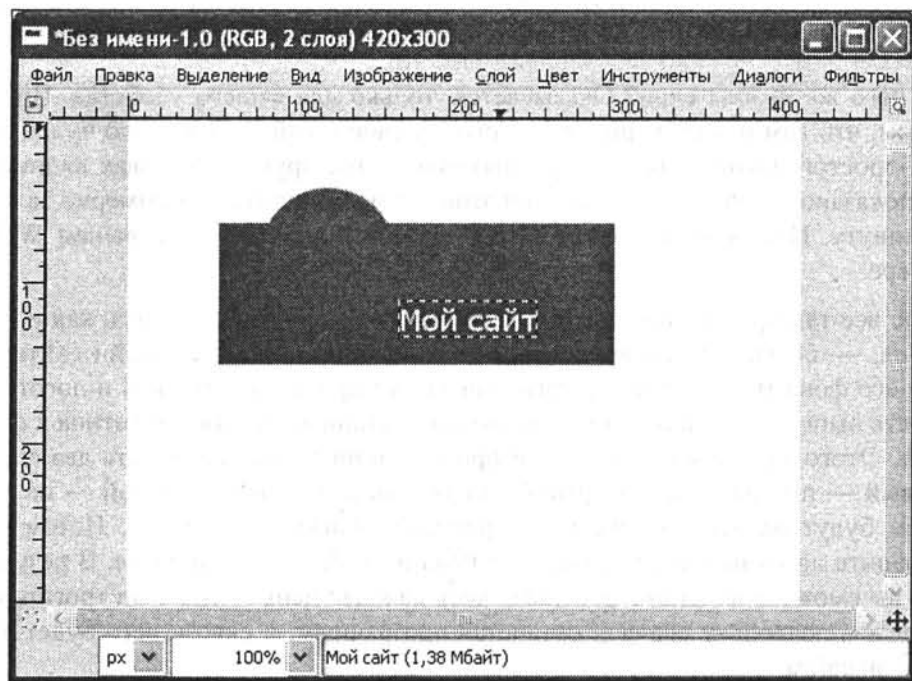 *Без имени-1.0 (RGB, 2 слоя) 420x300
Файл Правка Выделение Вид Изображение Слой Цвет Инструменты Диалоги Фильтры
0 100 200 300 400
0
100
200
Мой сайт
px 100% Мой сайт (1,38 Мбайт)